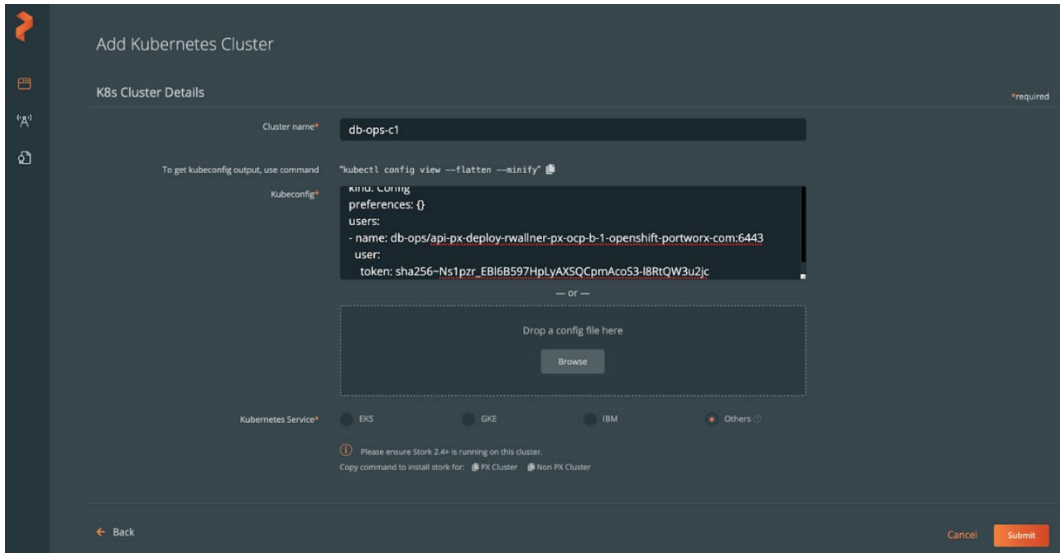 Add Kubernetes Cluster
K8s Cluster Details
*required
Cluster name*
db-ops-c1
To get kubeconfig output, use command
"kubectl config view --flatten --minify"
Kubeconfig*
kind: Config
preferences: {}
users:
- name: db-ops/api-px-deploy-rwallner-px-ocp-b-1-openshift-portworx-com:6443
user:
token: sha256~Ns1pzr_EBl6B597HpLyAXSQCpmAcoS3-l8RtQW3u2jc
— or —
Drop a config file here
Browse
Kubernetes Service*
EKS
GKE
IBM
Others
Please ensure Stork 2.4+ is running on this cluster.
Copy command to install stork for: PX Cluster Non PX Cluster
Back
Cancel
Submit